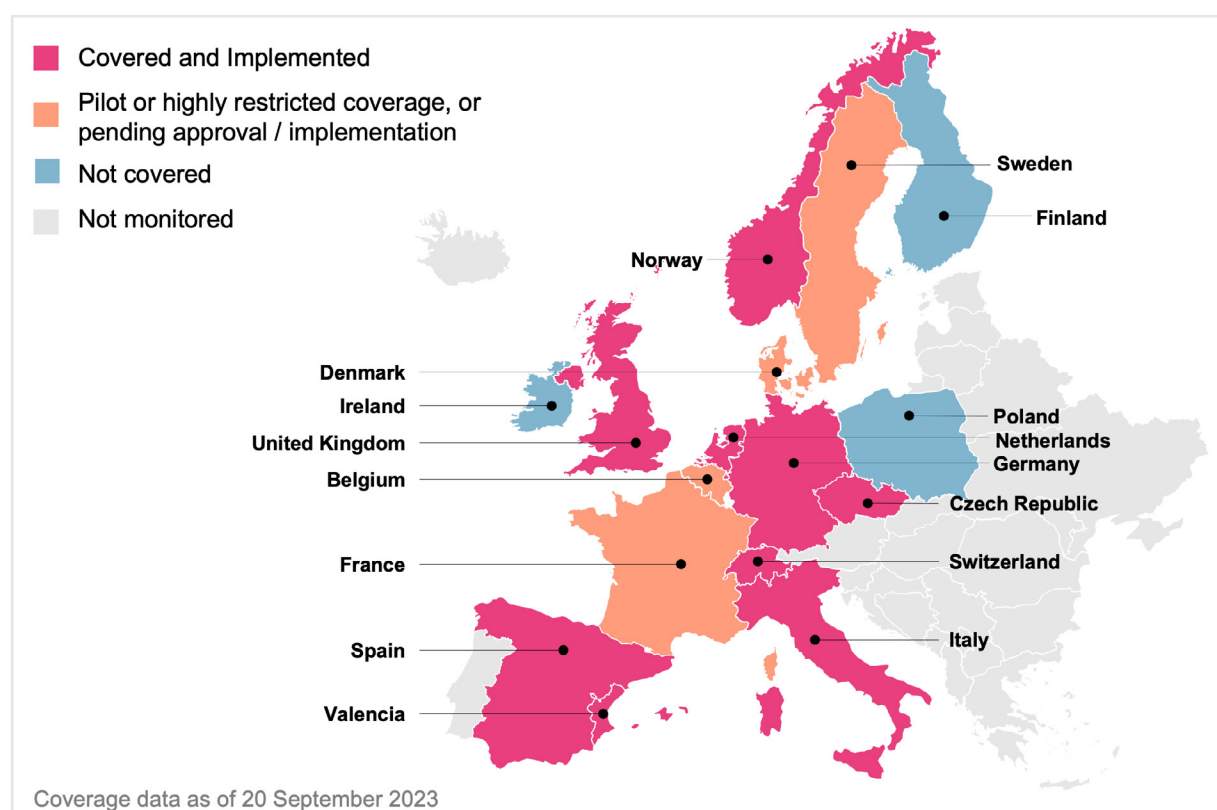 Covered and Implemented
Pilot or highly restricted coverage, or
pending approval / implementation
Not covered
Not monitored
Sweden
Finland
Norway
Denmark
Ireland
Poland
United Kingdom
Netherlands
Germany
Belgium
Czech Republic
France
Switzerland
Spain
Italy
Valencia
Coverage data as of 20 September 2023